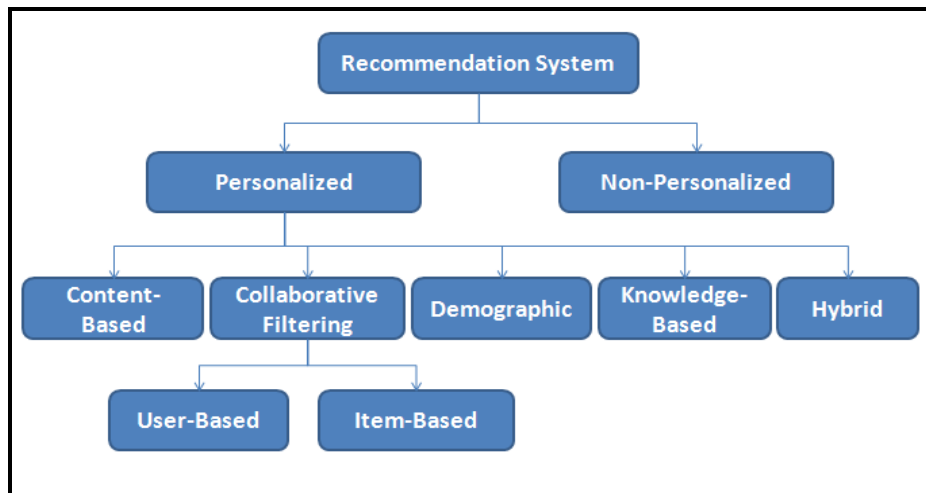 Recommendation System
Personalized
Non-Personalized
Content-
Based
Collaborative
Filtering
Demographic
Knowledge-
Based
Hybrid
User-Based
Item-Based